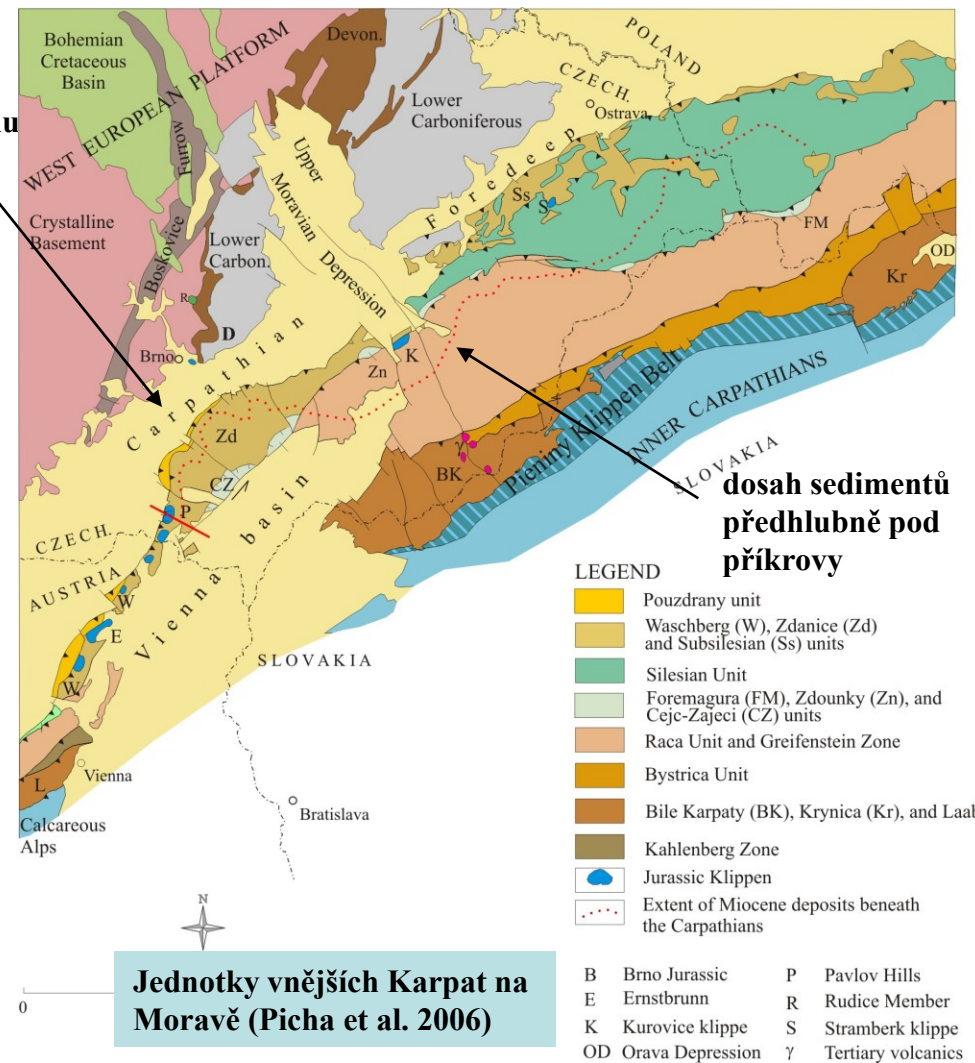 Bohemian
Cretaceous
Basin
WEST EUROPEAN PLATFORM
Devon.
Lower
Carboniferous
POLAND
CZECH.
Ostrava
Furrow
Boskovice
Crystalline
Basement
Lower
Carbon.
Upper
Moravian Depression
Foredeep
Carpathian
Ss
S
FM
OD
Kr
R
D
Brno
K
Zn
Zd
CZ
P
γ
BK
Pieniny Klippen Belt
INNER CARPATHIANS
SLOVAKIA
CZECH.
AUSTRIA
Vienna basin
W
E
W
SLOVAKIA
L
Vienna
Bratislava
Calcareous
Alps
dosah sedimentů
předhlubně pod
příkrovy
LEGEND
Pouzdrany unit
Waschberg (W), Zdanice (Zd)
and Subsilesian (Ss) units
Silesian Unit
Foremagura (FM), Zdounky (Zn), and
Cejc-Zajeci (CZ) units
Raca Unit and Greifenstein Zone
Bystrica Unit
Bile Karpaty (BK), Krynica (Kr), and Laab
Kahlenberg Zone
Jurassic Klippen
Extent of Miocene deposits beneath
the Carpathians
B Brno Jurassic
E Ernstbrunn
K Kurovice klippe
OD Orava Depression
P Pavlov Hills
R Rudice Member
S Stramberk klippe
γ Tertiary volcanics
N
0
Jednotky vnějších Karpat na
Moravě (Picha et al. 2006)